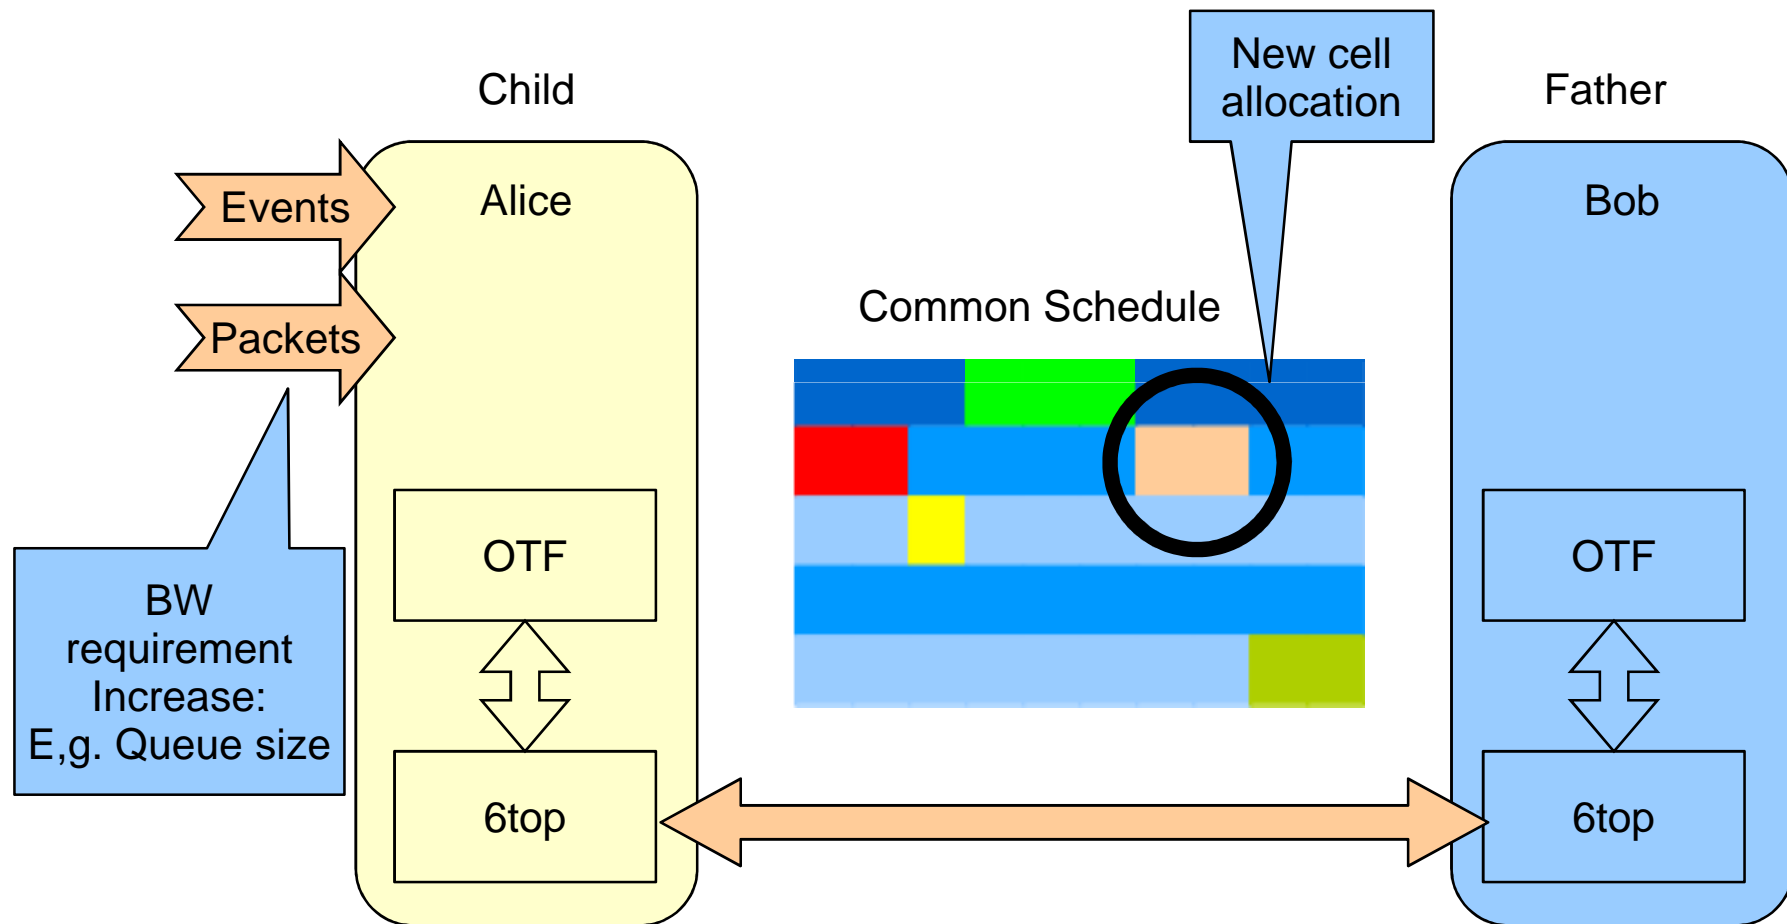 New cell
allocation
Child
Father
Events
Alice
Bob
Packets
Common Schedule
OTF
OTF
BW
requirement
Increase:
E,g. Queue size
6top
6top